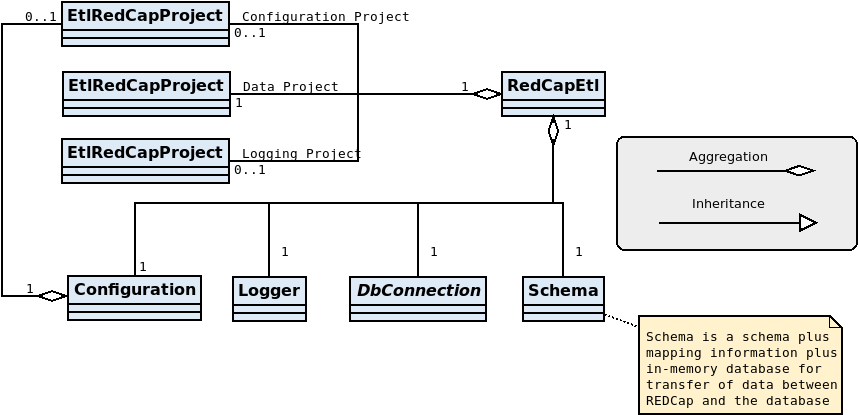 0..1
EtlRedCapProject
Configuration Project
0..1
EtlRedCapProject
Data Project
1
1
RedCapEtl
1
EtlRedCapProject
Logging Project
0..1
Aggregation
Inheritance
1
1
1
1
1
Configuration
Logger
DbConnection
Schema
Schema is a schema plus
mapping information plus
in-memory database for
transfer of data between
REDCap and the database